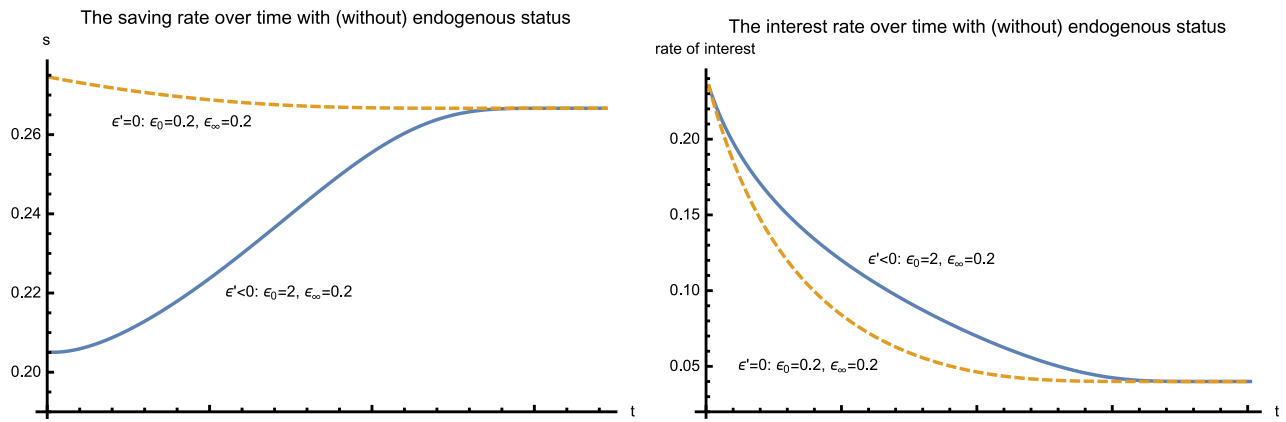 The saving rate over time with (without) endogenous status
s
ϵ'=0: ϵ₀=0.2, ϵ∞=0.2
0.26
0.24
0.22
ϵ'<0: ϵ₀=2, ϵ∞=0.2
0.20
t
The interest rate over time with (without) endogenous status
rate of interest
0.20
0.15
ϵ'<0: ϵ₀=2, ϵ∞=0.2
0.10
0.05
ϵ'=0: ϵ₀=0.2, ϵ∞=0.2
t